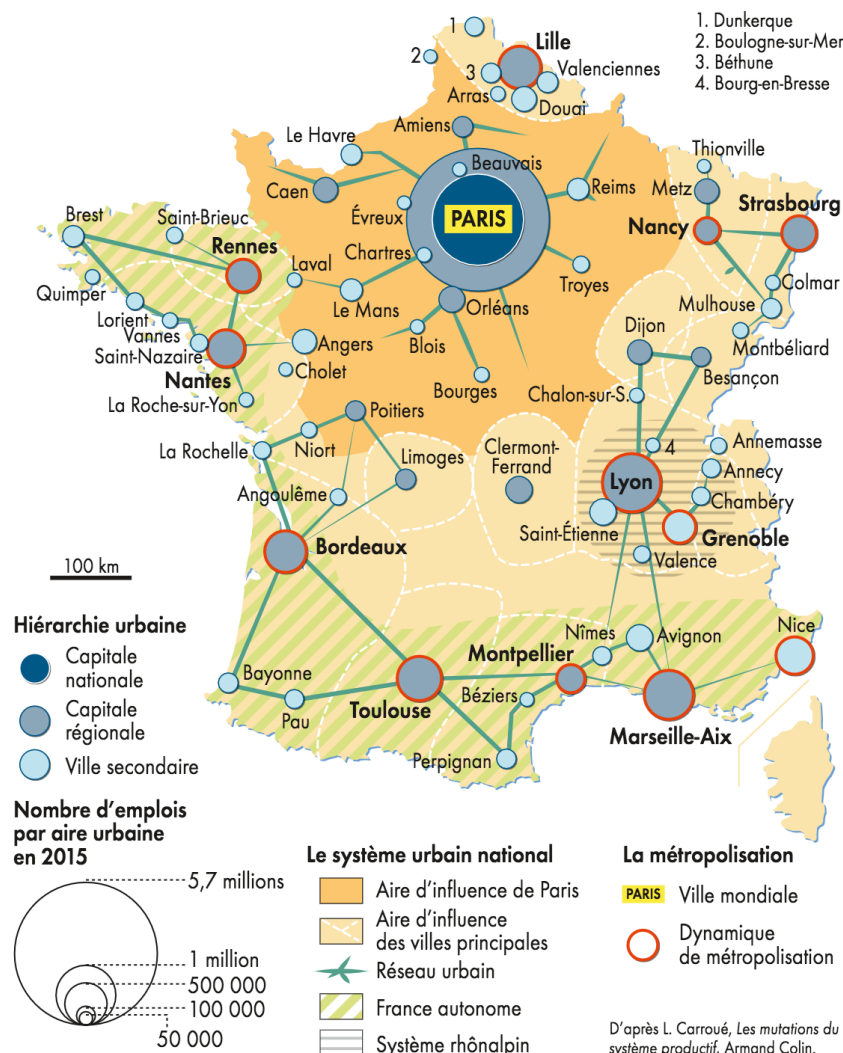 1. Dunkerque
2. Boulogne-sur-Mer
3. Béthune
4. Bourg-en-Bresse
1
2
3
Lille
Valenciennes
Arras
Douai
Amiens
Le Havre
Beauvais
Thionville
Caen
Reims
Metz
Strasbourg
Évreux
PARIS
Nancy
Brest
Saint-Brieuc
Rennes
Chartres
Laval
Troyes
Colmar
Quimper
Le Mans
Orléans
Mulhouse
Lorient
Vannes
Saint-Nazaire
Angers
Blois
Dijon
Montbéliard
Nantes
Cholet
Bourges
Besançon
La Roche-sur-Yon
Chalon-sur-S.
Poitiers
La Rochelle
Niort
Limoges
Clermont-
Ferrand
4
Annemasse
Annecy
Angoulême
Lyon
Chambéry
Saint-Étienne
Grenoble
Bordeaux
Valence
100 km
Nîmes
Avignon
Nice
Montpellier
Bayonne
Béziers
Pau
Toulouse
Marseille-Aix
Perpignan
Hiérarchie urbaine
Capitale
nationale
Capitale
régionale
Ville secondaire
Nombre d'emplois
par aire urbaine
en 2015
5,7 millions
1 million
500 000
100 000
50 000
Le système urbain national
Aire d'influence de Paris
Aire d'influence
des villes principales
Réseau urbain
France autonome
Système rhônalpin
La métropolisation
PARIS Ville mondiale
Dynamique
de métropolisation
D'après L. Carroué, Les mutations du
système productif, Armand Colin.